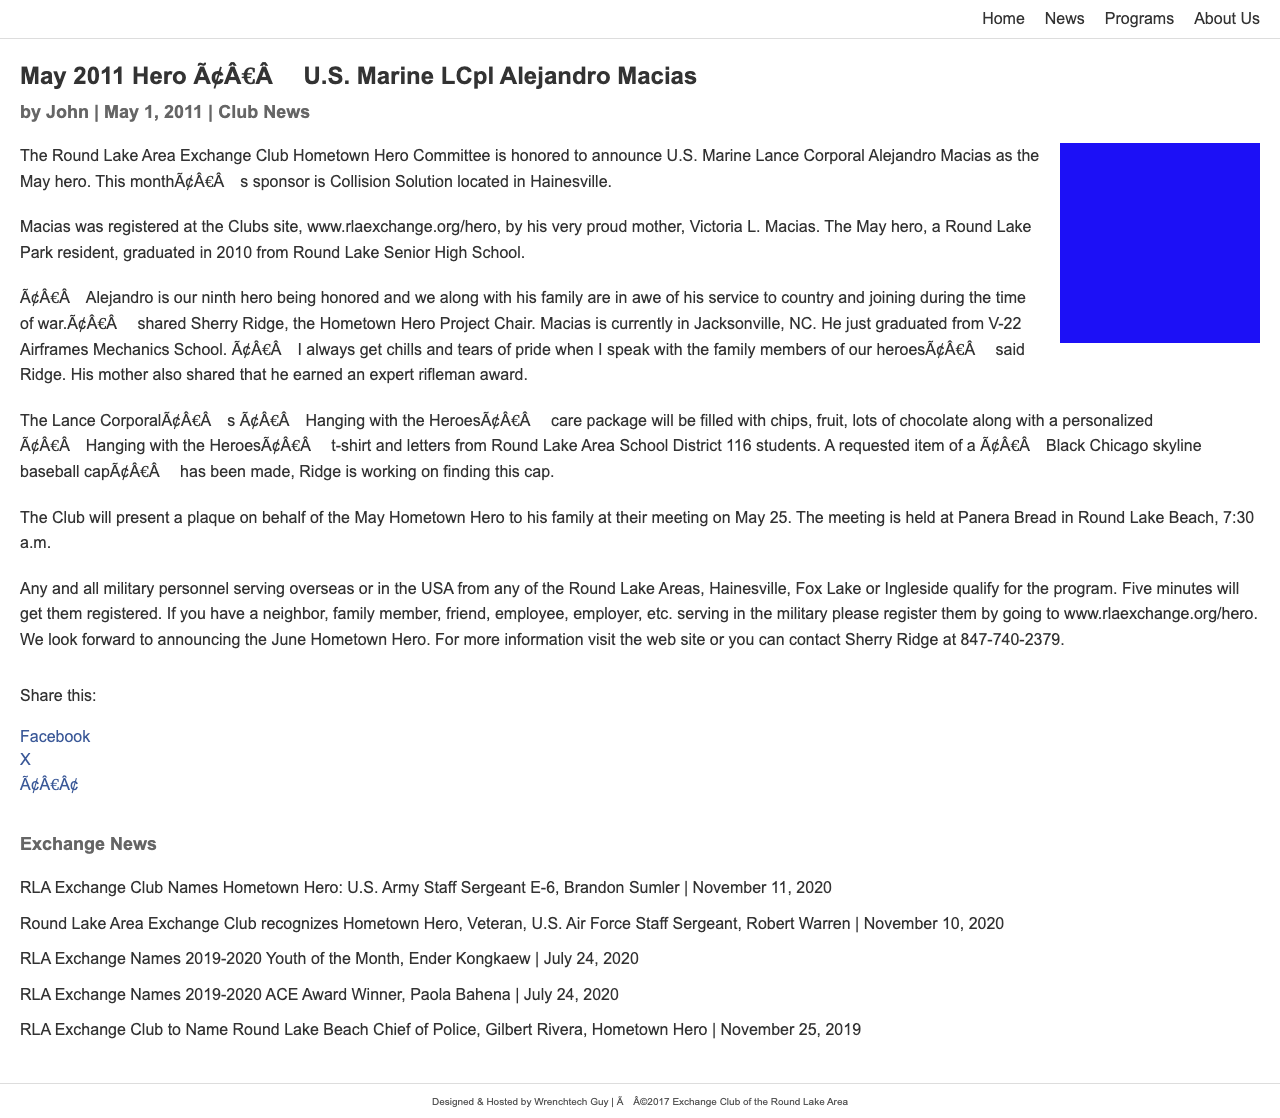 Home News Programs About Us
May 2011 Hero Ã¢Â€Â  U.S. Marine LCpl Alejandro Macias
by John | May 1, 2011 | Club News
The Round Lake Area Exchange Club Hometown Hero Committee is honored to announce U.S. Marine Lance Corporal Alejandro Macias as the
May hero. This monthÃ¢Â€Â s sponsor is Collision Solution located in Hainesville.
Macias was registered at the Clubs site, www.rlaexchange.org/hero, by his very proud mother, Victoria L. Macias. The May hero, a Round Lake
Park resident, graduated in 2010 from Round Lake Senior High School.
Ã¢Â€Â Alejandro is our ninth hero being honored and we along with his family are in awe of his service to country and joining during the time
of war.Ã¢Â€Â  shared Sherry Ridge, the Hometown Hero Project Chair. Macias is currently in Jacksonville, NC. He just graduated from V-22
Airframes Mechanics School. Ã¢Â€Â I always get chills and tears of pride when I speak with the family members of our heroesÃ¢Â€Â  said
Ridge. His mother also shared that he earned an expert rifleman award.
The Lance CorporalÃ¢Â€Â s Ã¢Â€Â Hanging with the HeroesÃ¢Â€Â  care package will be filled with chips, fruit, lots of chocolate along with a personalized
Ã¢Â€Â Hanging with the HeroesÃ¢Â€Â  t-shirt and letters from Round Lake Area School District 116 students. A requested item of a Ã¢Â€Â Black Chicago skyline
baseball capÃ¢Â€Â  has been made, Ridge is working on finding this cap.
The Club will present a plaque on behalf of the May Hometown Hero to his family at their meeting on May 25. The meeting is held at Panera Bread in Round Lake Beach, 7:30
a.m.
Any and all military personnel serving overseas or in the USA from any of the Round Lake Areas, Hainesville, Fox Lake or Ingleside qualify for the program. Five minutes will
get them registered. If you have a neighbor, family member, friend, employee, employer, etc. serving in the military please register them by going to www.rlaexchange.org/hero.
We look forward to announcing the June Hometown Hero. For more information visit the web site or you can contact Sherry Ridge at 847-740-2379.
Share this:
Facebook
X
Ã¢Â€Â¢
Exchange News
RLA Exchange Club Names Hometown Hero: U.S. Army Staff Sergeant E-6, Brandon Sumler | November 11, 2020
Round Lake Area Exchange Club recognizes Hometown Hero, Veteran, U.S. Air Force Staff Sergeant, Robert Warren | November 10, 2020
RLA Exchange Names 2019-2020 Youth of the Month, Ender Kongkaew | July 24, 2020
RLA Exchange Names 2019-2020 ACE Award Winner, Paola Bahena | July 24, 2020
RLA Exchange Club to Name Round Lake Beach Chief of Police, Gilbert Rivera, Hometown Hero | November 25, 2019
Designed & Hosted by Wrenchtech Guy | Ã Â©2017 Exchange Club of the Round Lake Area